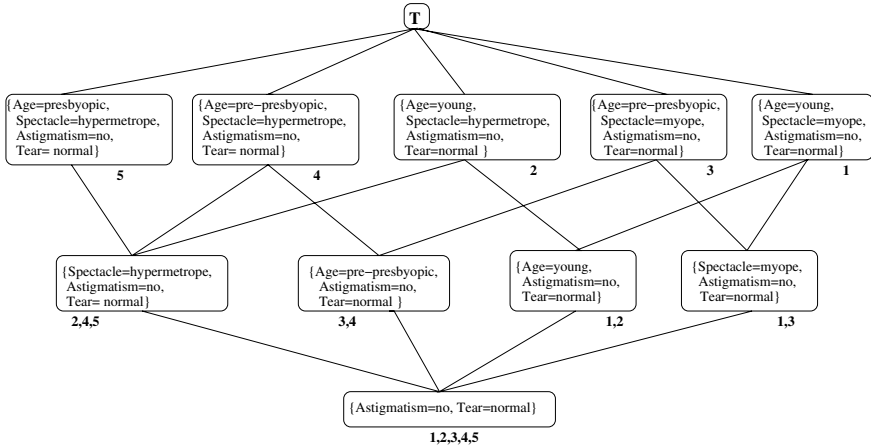 T
{Age=presbyopic,
Spectacle=hypermetrope,
Astigmatism=no,
Tear= normal}
5
{Age=pre−presbyopic,
Spectacle=hypermetrope,
Astigmatism=no,
Tear= normal}
4
{Age=young,
Spectacle=hypermetrope,
Astigmatism=no,
Tear=normal }
2
{Age=pre−presbyopic,
Spectacle=myope,
Astigmatism=no,
Tear=normal}
3
{Age=young,
Spectacle=myope,
Astigmatism=no,
Tear=normal}
1
{Spectacle=hypermetrope,
Astigmatism=no,
Tear= normal}
2,4,5
{Age=pre−presbyopic,
Astigmatism=no,
Tear=normal }
3,4
{Age=young,
Astigmatism=no,
Tear=normal}
1,2
{Spectacle=myope,
Astigmatism=no,
Tear=normal}
1,3
{Astigmatism=no, Tear=normal}
1,2,3,4,5